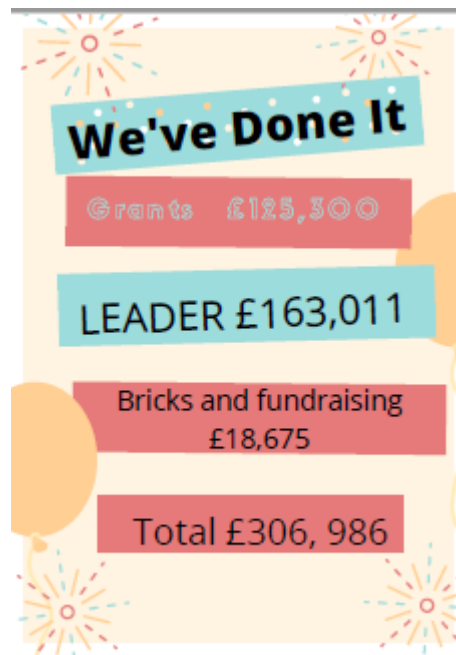 We've Done It
Grants £125,300
LEADER £163,011
Bricks and fundraising
£18,675
Total £306, 986